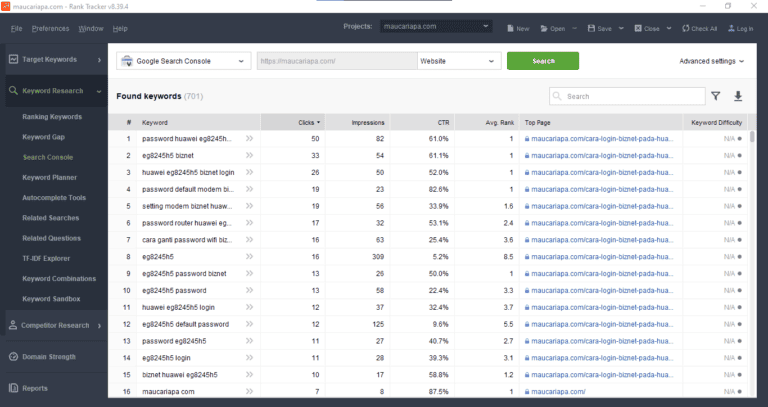 maucariapa.com - Rank Tracker v8.39.4
File Preferences Window Help
Projects: maucariapa.com
New Open Save Close Check All Log In
Target Keywords
Keyword Research
Ranking Keywords
Keyword Gap
Search Console
Keyword Planner
Autocomplete Tools
Related Searches
Related Questions
TF-IDF Explorer
Keyword Combinations
Keyword Sandbox
Competitor Research
Domain Strength
Reports
Google Search Console https://maucariapa.com/ Website Search Advanced settings
Found keywords (701) Search
# Keyword Clicks Impressions CTR Avg. Rank Top Page Keyword Difficulty
1 password huawei eg8245h... 50 82 61.0% 1 maucariapa.com/cara-login-biznet-pada-hua... N/A
2 eg8245h5 biznet 33 54 61.1% 1 maucariapa.com/cara-login-biznet-pada-hua... N/A
3 huawei eg8245h5 biznet login 26 50 52.0% 1 maucariapa.com/cara-login-biznet-pada-hua... N/A
4 password default modem bi... 19 23 82.6% 1 maucariapa.com/cara-login-biznet-pada-hua... N/A
5 setting modem biznet huaw... 19 56 33.9% 1.6 maucariapa.com/cara-login-biznet-pada-hua... N/A
6 password router huawei eg... 17 32 53.1% 2.4 maucariapa.com/cara-login-biznet-pada-hua... N/A
7 cara ganti password wifi biz... 16 63 25.4% 3.6 maucariapa.com/cara-login-biznet-pada-hua... N/A
8 eg8245h5 16 309 5.2% 8.5 maucariapa.com/cara-login-biznet-pada-hua... N/A
9 eg8245h5 password biznet 13 26 50.0% 1 maucariapa.com/cara-login-biznet-pada-hua... N/A
10 eg8245h5 password 13 58 22.4% 3.3 maucariapa.com/cara-login-biznet-pada-hua... N/A
11 huawei eg8245h5 login 12 37 32.4% 3.7 maucariapa.com/cara-login-biznet-pada-hua... N/A
12 eg8245h5 default password 12 125 9.6% 5.5 maucariapa.com/cara-login-biznet-pada-hua... N/A
13 password eg8245h5 11 27 40.7% 2.7 maucariapa.com/cara-login-biznet-pada-hua... N/A
14 eg8245h5 login 11 28 39.3% 3.1 maucariapa.com/cara-login-biznet-pada-hua... N/A
15 biznet huawei eg8245h5 10 17 58.8% 1.2 maucariapa.com/cara-login-biznet-pada-hua... N/A
16 maucariapa com 7 8 87.5% 1 maucariapa.com/ N/A